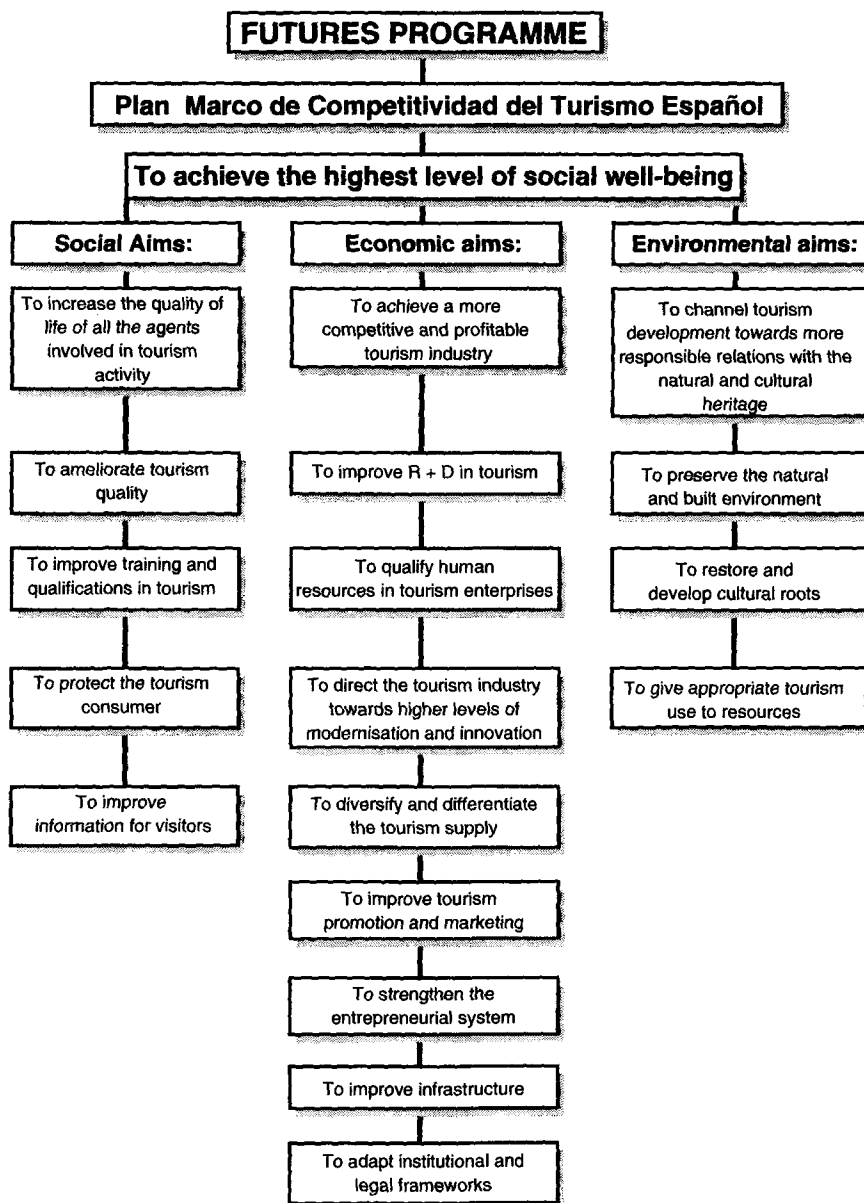 FUTURES PROGRAMME
Plan Marco de Competitividad del Turismo Español
To achieve the highest level of social well-being
Social Aims:
To increase the quality of
life of all the agents
involved in tourism
activity
To ameliorate tourism
quality
To improve training and
qualifications in tourism
To protect the tourism
consumer
To improve
information for visitors
Economic aims:
To achieve a more
competitive and profitable
tourism industry
To improve R + D in tourism
To qualify human
resources in tourism enterprises
To direct the tourism industry
towards higher levels of
modernisation and innovation
To diversify and differentiate
the tourism supply
To improve tourism
promotion and marketing
To strengthen the
entrepreneurial system
To improve infrastructure
To adapt institutional and
legal frameworks
Environmental aims:
To channel tourism
development towards more
responsible relations with the
natural and cultural
heritage
To preserve the natural
and built environment
To restore and
develop cultural roots
To give appropriate tourism
use to resources